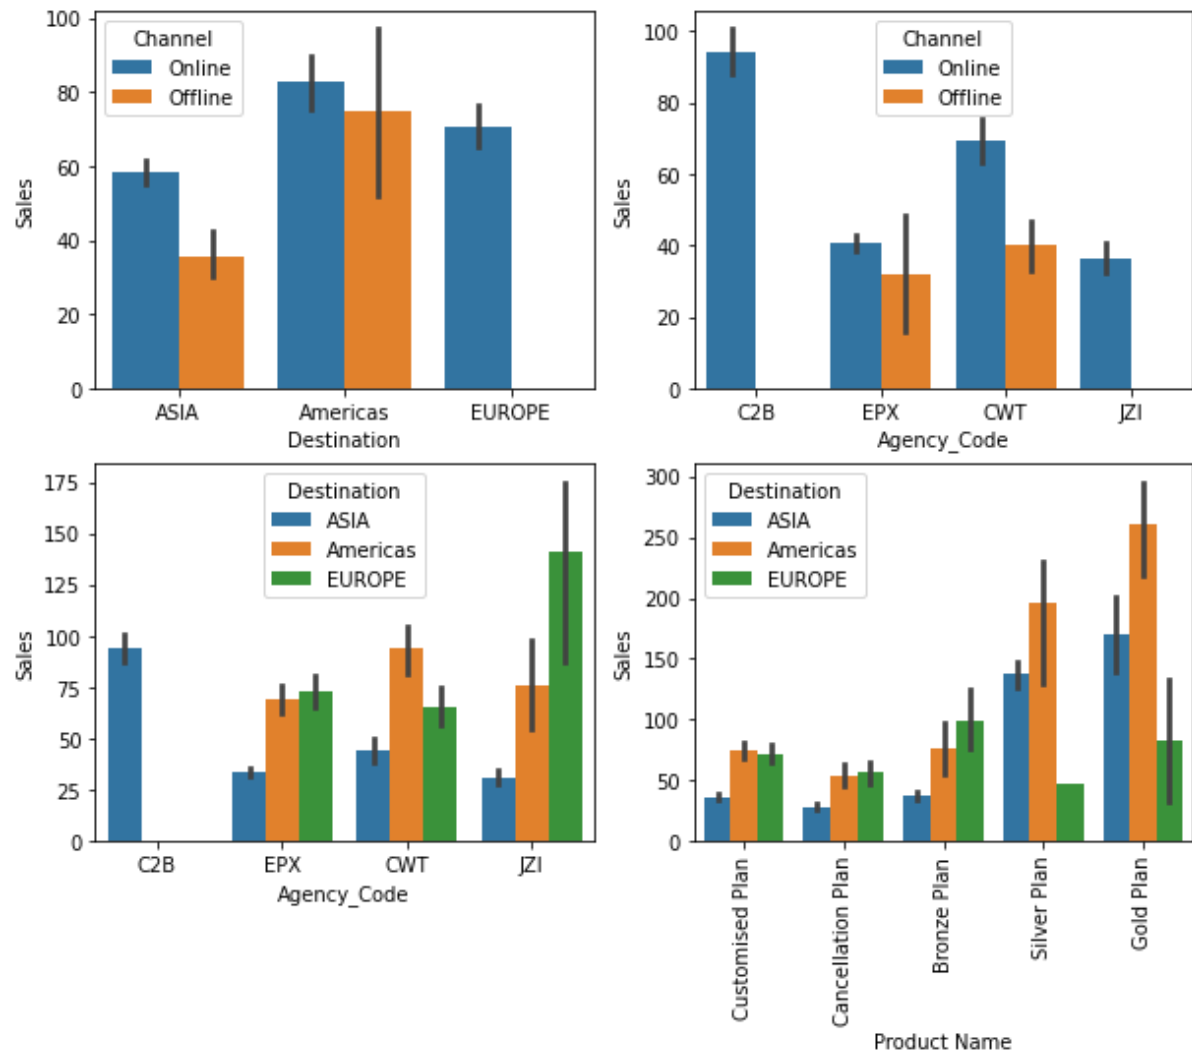 Channel
Online
Offline
100
80
60
40
20
0
Sales
ASIA Americas EUROPE
Destination
Channel
Online
Offline
100
80
60
40
20
0
Sales
C2B EPX CWT JZI
Agency_Code
Destination
ASIA
Americas
EUROPE
175
150
125
100
75
50
25
0
Sales
C2B EPX CWT JZI
Agency_Code
Destination
ASIA
Americas
EUROPE
300
250
200
150
100
50
0
Sales
Customised Plan
Cancellation Plan
Bronze Plan
Silver Plan
Gold Plan
Product Name